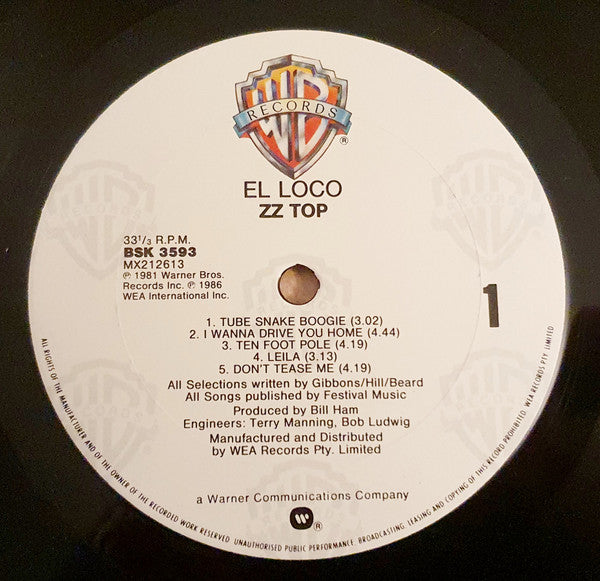 WB
RECORDS
®
EL LOCO
ZZ TOP
33 1/3 R.P.M.
BSK 3593
MX212613
℗ 1981 Warner Bros.
Records Inc. ℗ 1986
WEA International Inc.
1
1. TUBE SNAKE BOOGIE (3.02)
2. I WANNA DRIVE YOU HOME (4.44)
3. TEN FOOT POLE (4.19)
4. LEILA (3.13)
5. DON'T TEASE ME (4.19)
All Selections written by Gibbons/Hill/Beard
All Songs published by Festival Music
Produced by Bill Ham
Engineers: Terry Manning, Bob Ludwig
Manufactured and Distributed
by WEA Records Pty. Limited
a Warner Communications Company
®
ALL RIGHTS OF THE MANUFACTURER AND OF THE OWNER OF THE RECORDED WORK RESERVED. UNAUTHORISED PUBLIC PERFORMANCE. BROADCASTING, LEASING AND COPYING OF THIS RECORD PROHIBITED. WEA RECORDS PTY. LIMITED